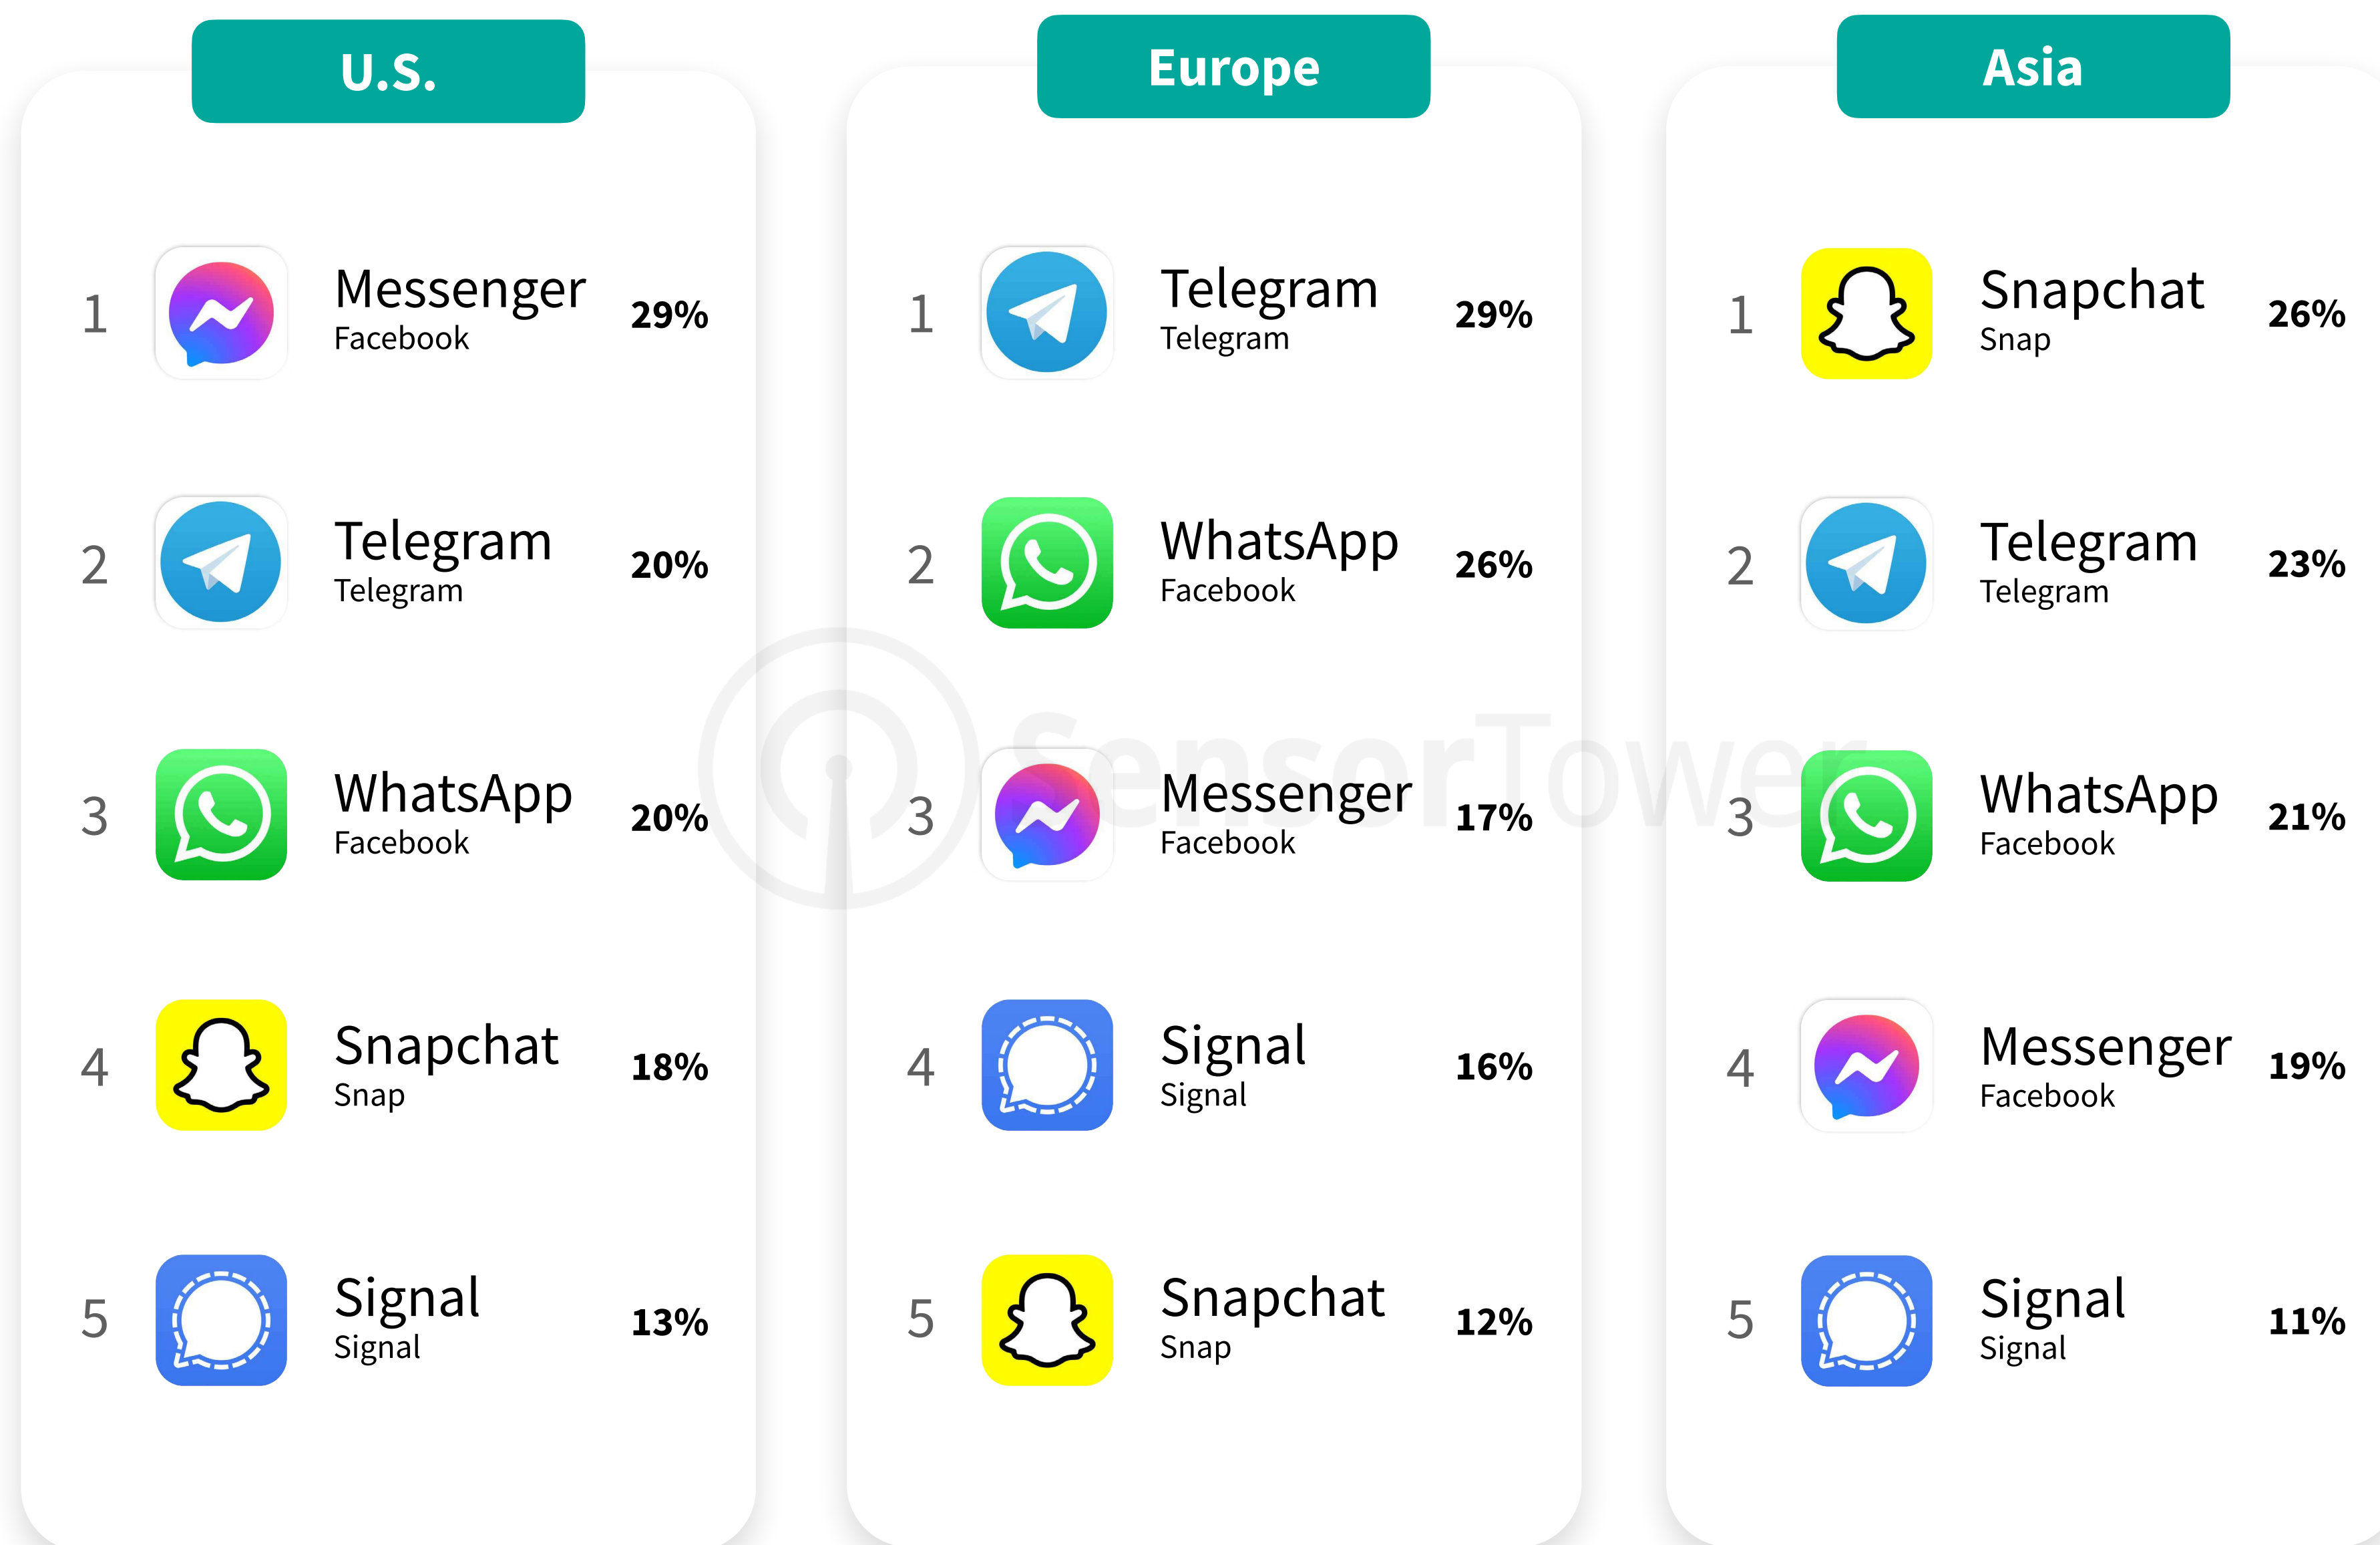 U.S.
1
Messenger
Facebook
29%
2
Telegram
Telegram
20%
3
WhatsApp
Facebook
20%
4
Snapchat
Snap
18%
5
Signal
Signal
13%
Europe
1
Telegram
Telegram
29%
2
WhatsApp
Facebook
26%
3
Messenger
Facebook
17%
4
Signal
Signal
16%
5
Snapchat
Snap
12%
Asia
1
Snapchat
Snap
26%
2
Telegram
Telegram
23%
3
WhatsApp
Facebook
21%
4
Messenger
Facebook
19%
5
Signal
Signal
11%
SensorTower